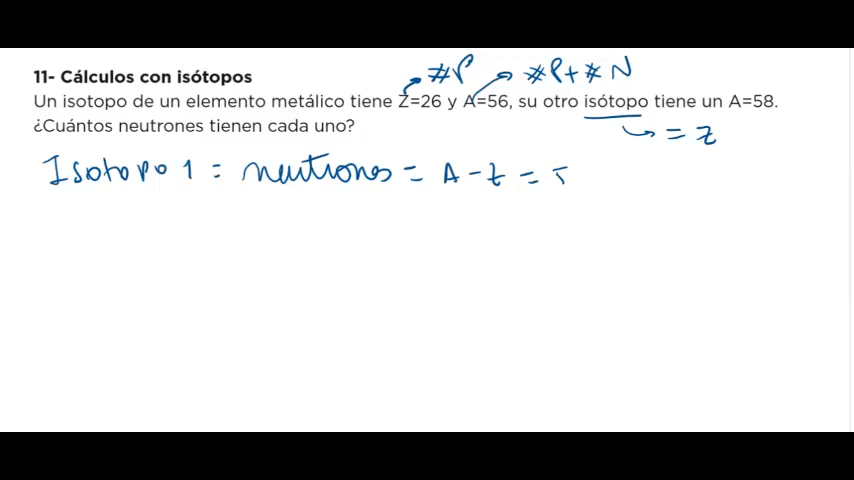 11- Cálculos con isótopos
#P
#P+#N
Un isotopo de un elemento metálico tiene Z=26 y A=56, su otro isótopo tiene un A=58.
¿Cuántos neutrones tienen cada uno?
= Z
Isotopo 1 = neutrones = A - Z = 5